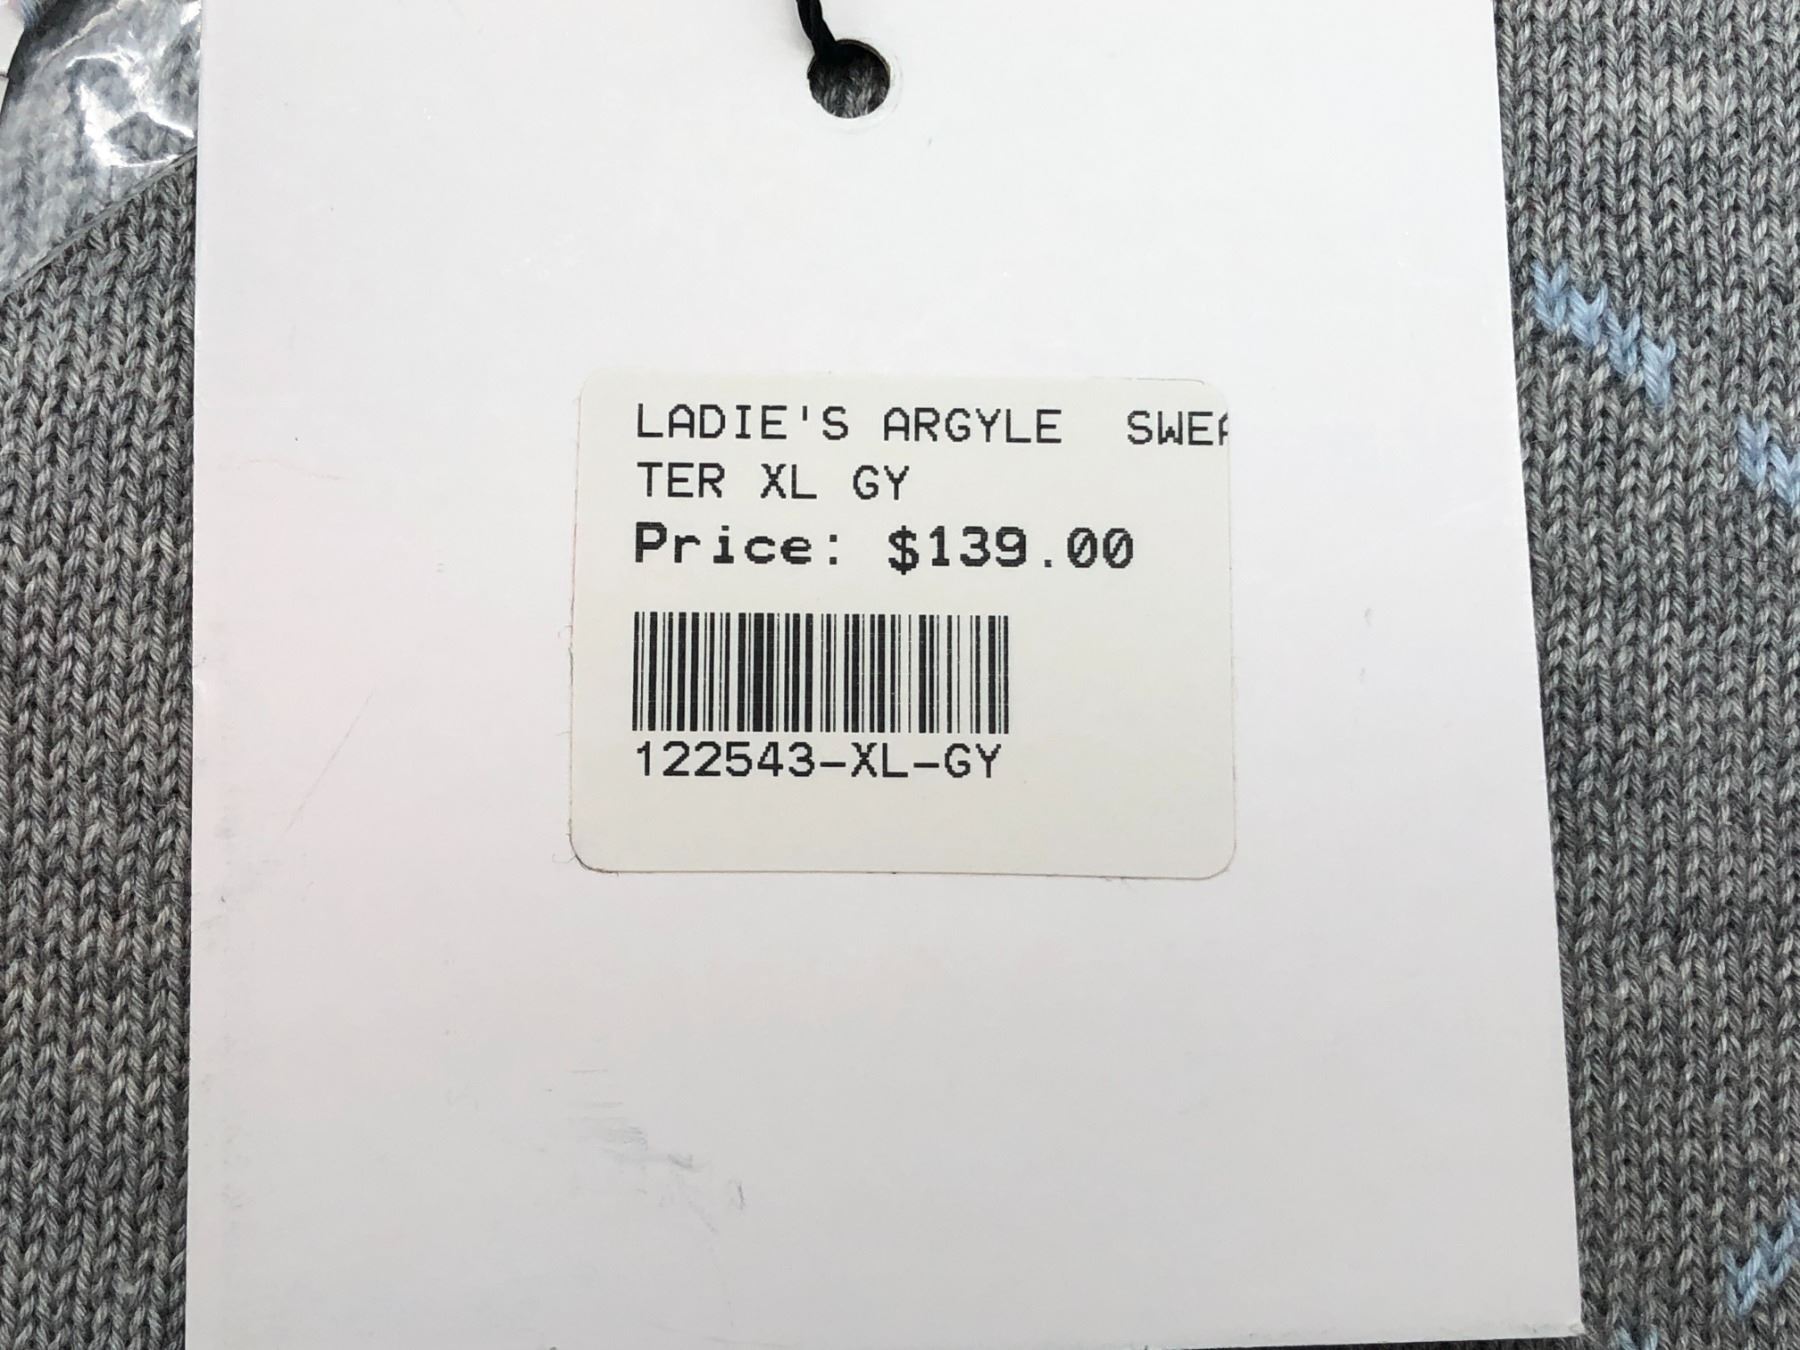 LADIE'S ARGYLE  SWEA
TER XL GY
Price: $139.00
122543-XL-GY